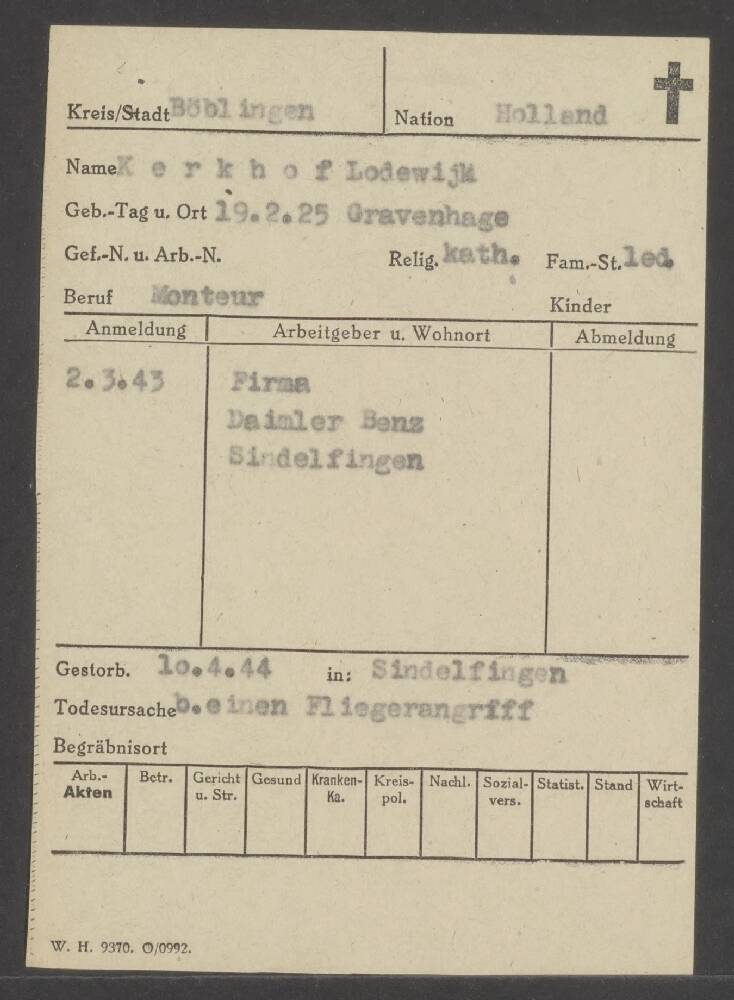 Kreis/Stadt Böblingen Nation Holland
Name K e r k h o f Lodewijk
Geb.-Tag u. Ort 19.2.25 Gravenhage
Gef.-N. u. Arb.-N. Relig. kath. Fam.-St. led.
Beruf Monteur Kinder
Anmeldung Arbeitgeber u. Wohnort Abmeldung
2.3.43 Firma
Daimler Benz
Sindelfingen
Gestorb. 10.4.44 in: Sindelfingen
Todesursache b.einen Fliegerangriff
Begräbnisort
Arb.- Betr. Gericht Gesund Kranken- Kreis- Nachl. Sozial- Statist. Stand Wirt-
Akten u. Str. Ka. pol. vers. schaft
W. H. 9370. O/0992.